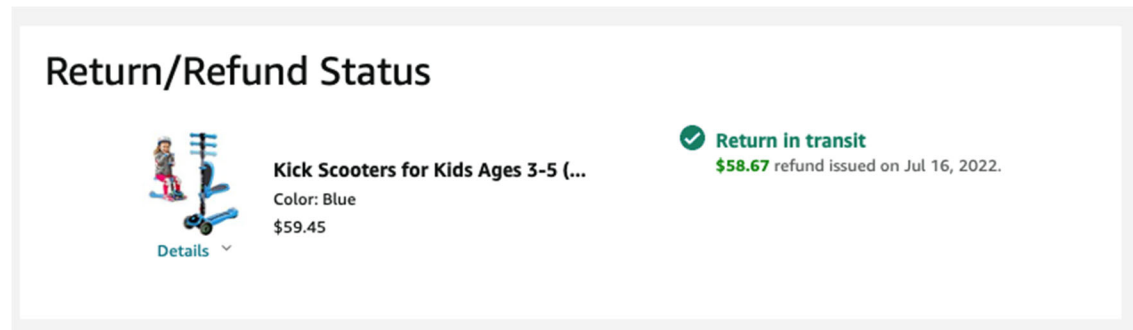 Return/Refund Status
Return in transit
$58.67 refund issued on Jul 16, 2022.
Kick Scooters for Kids Ages 3-5 (...
Color: Blue
$59.45
Details